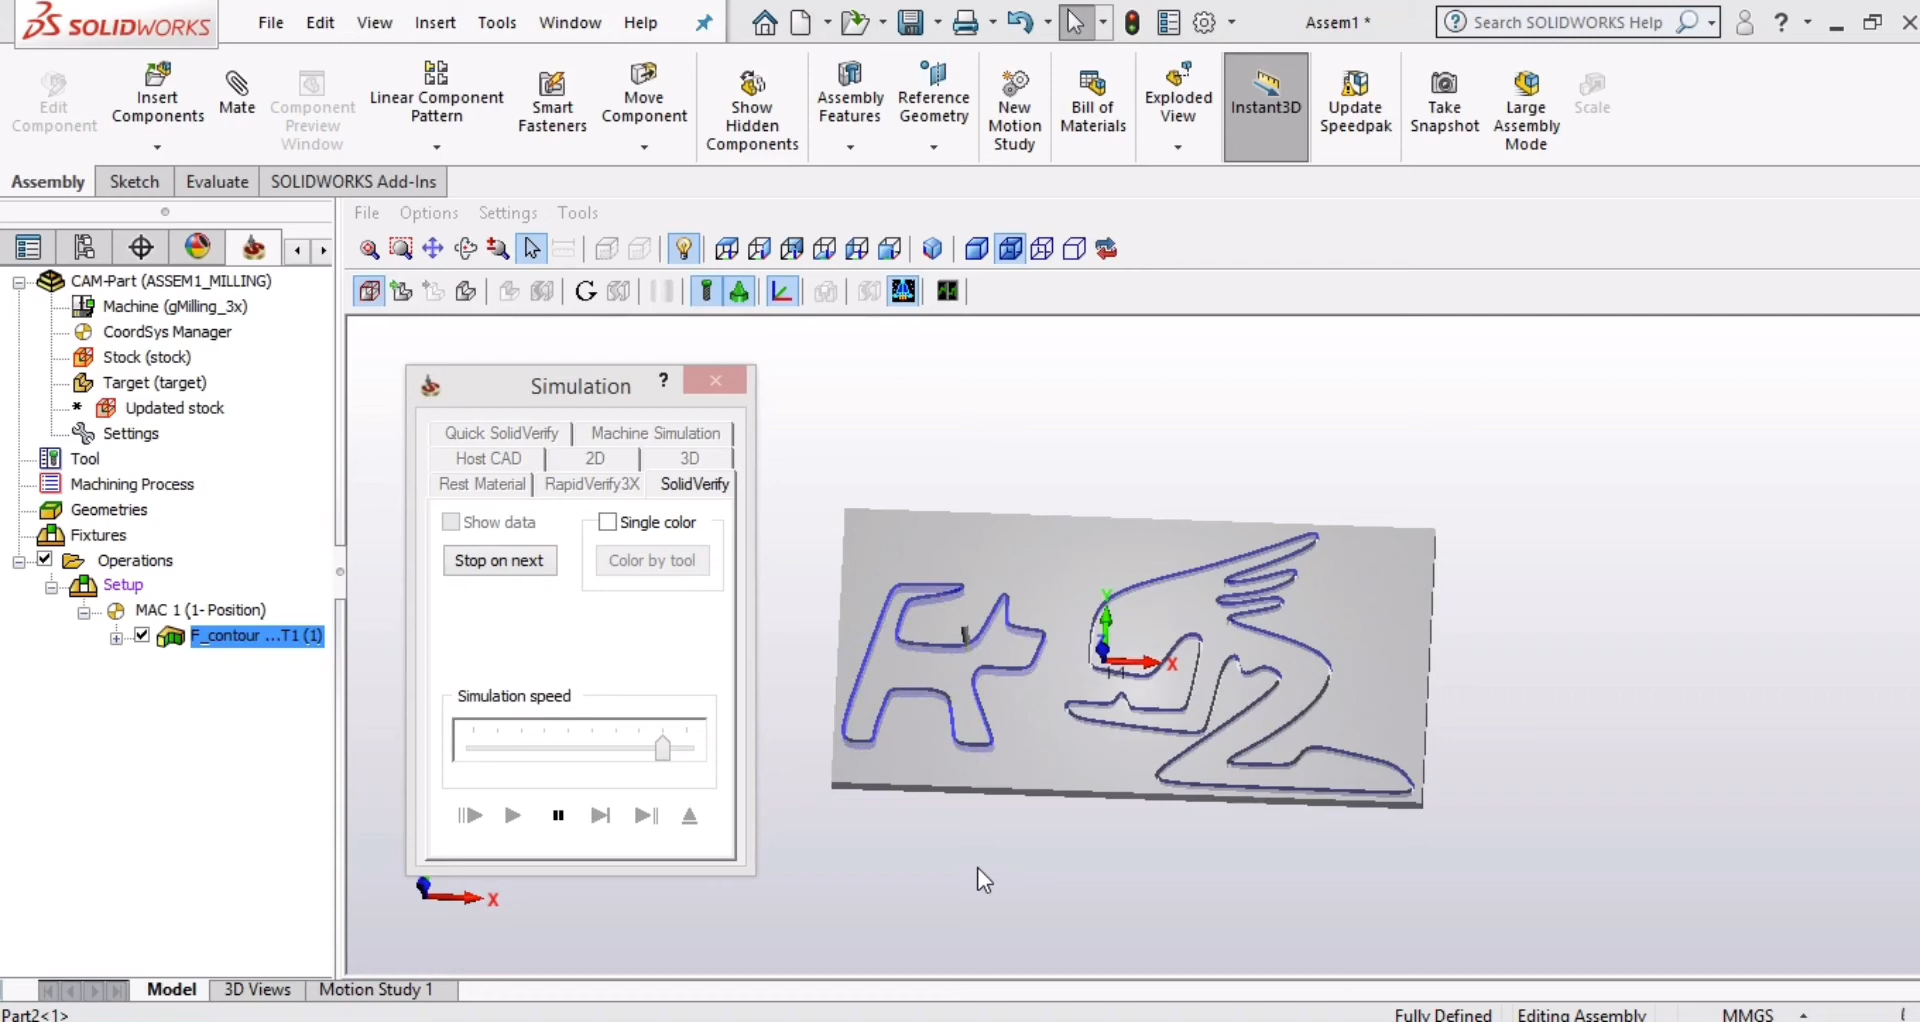 SOLIDWORKS
File Edit View Insert Tools Window Help
Assem1 *
Search SOLIDWORKS Help
?
Edit Component
Insert Components
Mate
Component Preview Window
Linear Component Pattern
Smart Fasteners
Move Component
Show Hidden Components
Assembly Features
Reference Geometry
New Motion Study
Bill of Materials
Exploded View
Instant3D
Update Speedpak
Take Snapshot
Large Assembly Mode
Scale
Assembly Sketch Evaluate SOLIDWORKS Add-Ins
File Options Settings Tools
CAM-Part (ASSEM1_MILLING)
Machine (gMilling_3x)
CoordSys Manager
Stock (stock)
Target (target)
* Updated stock
Settings
Tool
Machining Process
Geometries
Fixtures
Operations
Setup
MAC 1 (1- Position)
F_contour ...T1 (1)
Simulation ?
Quick SolidVerify Machine Simulation
Host CAD 2D 3D
Rest Material RapidVerify3X SolidVerify
Show data Single color
Stop on next Color by tool
Simulation speed
Y
X
X
Model 3D Views Motion Study 1
Part2<1>
Fully Defined Editing Assembly MMGS